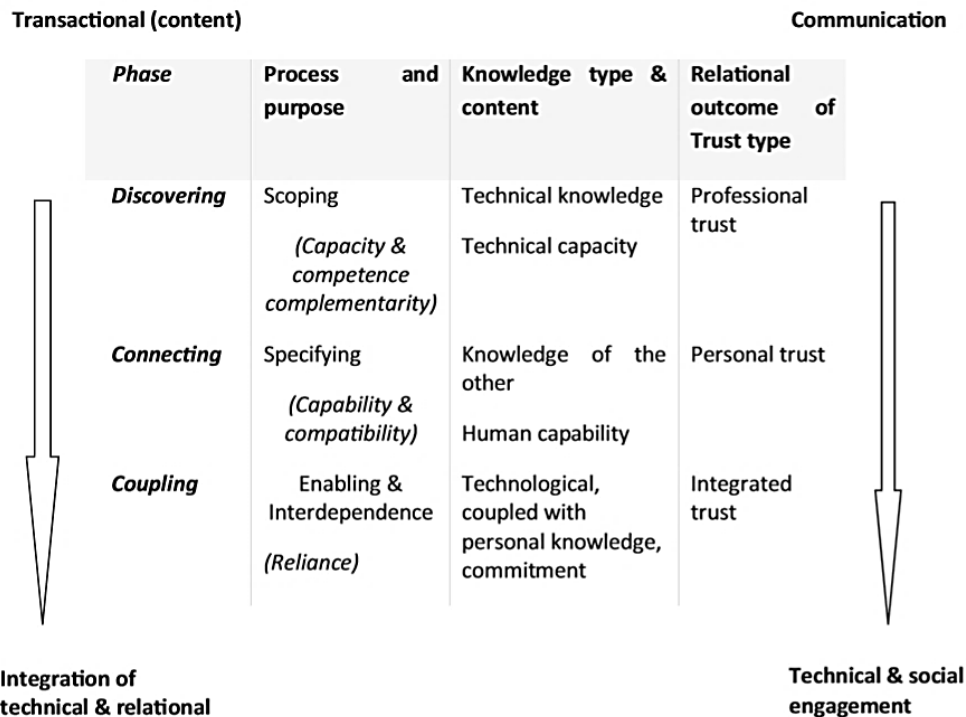 Transactional (content)
Communication
Phase
Process and
purpose
Knowledge type &
content
Relational
outcome of
Trust type
Discovering
Scoping
(Capacity &
competence
complementarity)
Technical knowledge
Technical capacity
Professional
trust
Connecting
Specifying
(Capability &
compatibility)
Knowledge of the
other
Human capability
Personal trust
Coupling
Enabling &
Interdependence
(Reliance)
Technological,
coupled with
personal knowledge,
commitment
Integrated
trust
Integration of
technical & relational
Technical & social
engagement